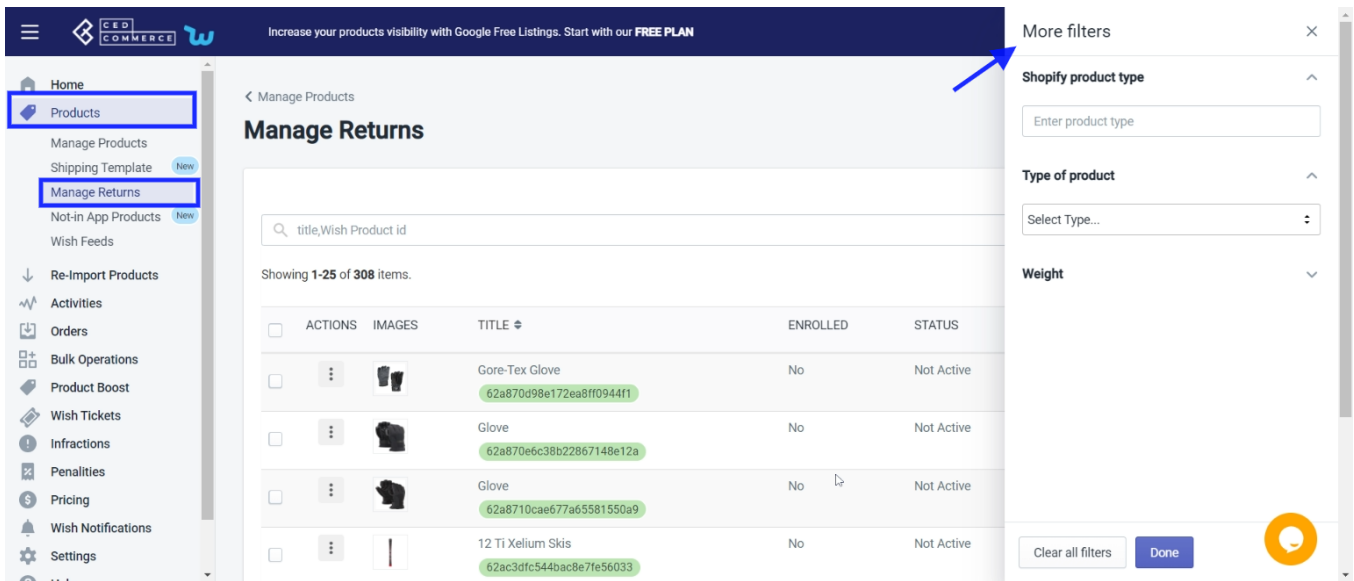 CED
COMMERCE
Increase your products visibility with Google Free Listings. Start with our FREE PLAN
Home
Products
Manage Products
Shipping Template New
Manage Returns
Not-in App Products New
Wish Feeds
Re-Import Products
Activities
Orders
Bulk Operations
Product Boost
Wish Tickets
Infractions
Penalities
Pricing
Wish Notifications
Settings
Manage Products
Manage Returns
title,Wish Product id
Showing 1-25 of 308 items.
ACTIONS IMAGES TITLE ENROLLED STATUS
Gore-Tex Glove No Not Active
62a870d98e172ea8ff0944f1
Glove No Not Active
62a870e6c38b22867148e12a
Glove No Not Active
62a8710cae677a65581550a9
12 Ti Xelium Skis No Not Active
62ac3dfc544bac8e7fe56033
More filters
Shopify product type
Enter product type
Type of product
Select Type...
Weight
Clear all filters Done